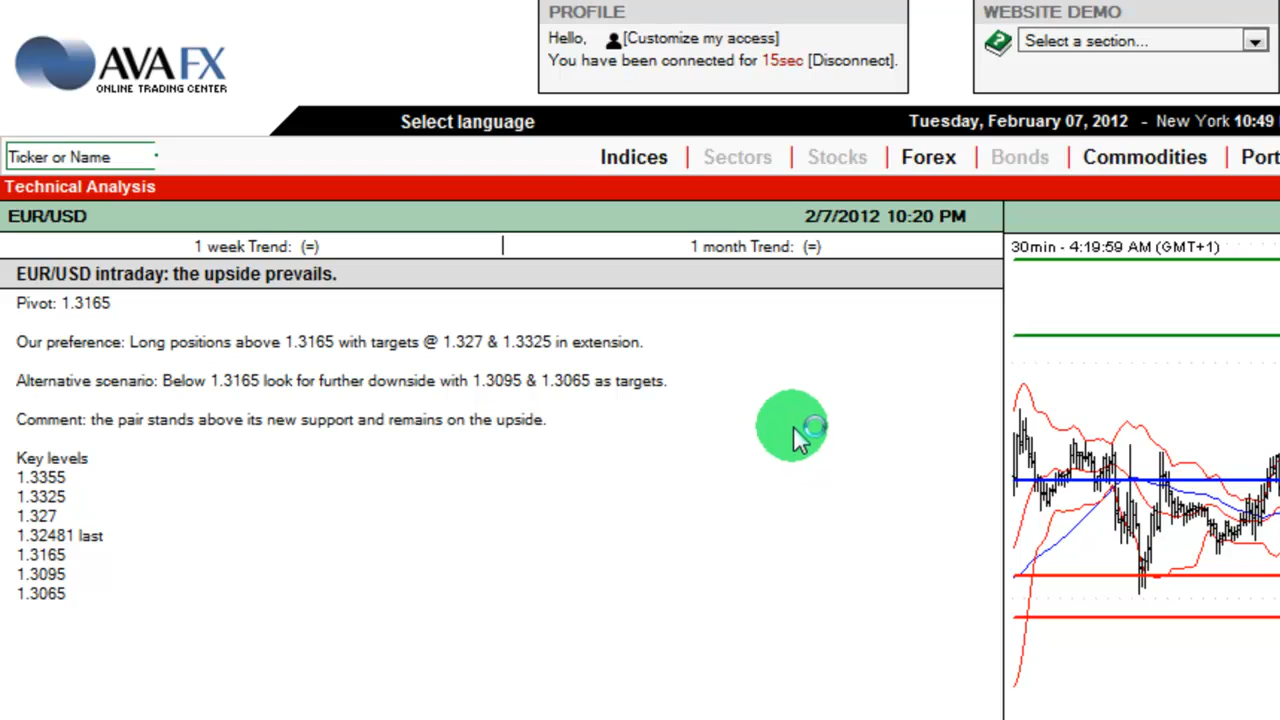 PROFILE
WEBSITE DEMO
Hello, [Customize my access]
Select a section...
You have been connected for 15sec [Disconnect].
AVAFX
ONLINE TRADING CENTER
Select language
Tuesday, February 07, 2012 - New York 10:49
Ticker or Name
Indices | Sectors | Stocks | Forex | Bonds | Commodities | Port
Technical Analysis
EUR/USD 2/7/2012 10:20 PM
1 week Trend: (=) 1 month Trend: (=)
30min - 4:19:59 AM (GMT+1)
EUR/USD intraday: the upside prevails.
Pivot: 1.3165
Our preference: Long positions above 1.3165 with targets @ 1.327 & 1.3325 in extension.
Alternative scenario: Below 1.3165 look for further downside with 1.3095 & 1.3065 as targets.
Comment: the pair stands above its new support and remains on the upside.
Key levels
1.3355
1.3325
1.327
1.32481 last
1.3165
1.3095
1.3065